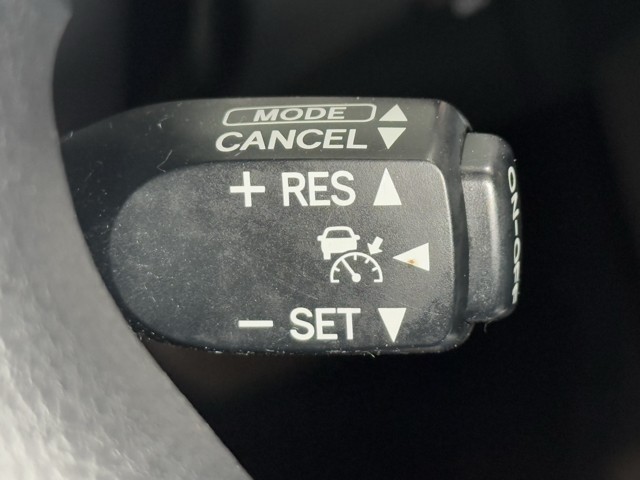 MODE
CANCEL
+ RES
- SET
ON-OFF